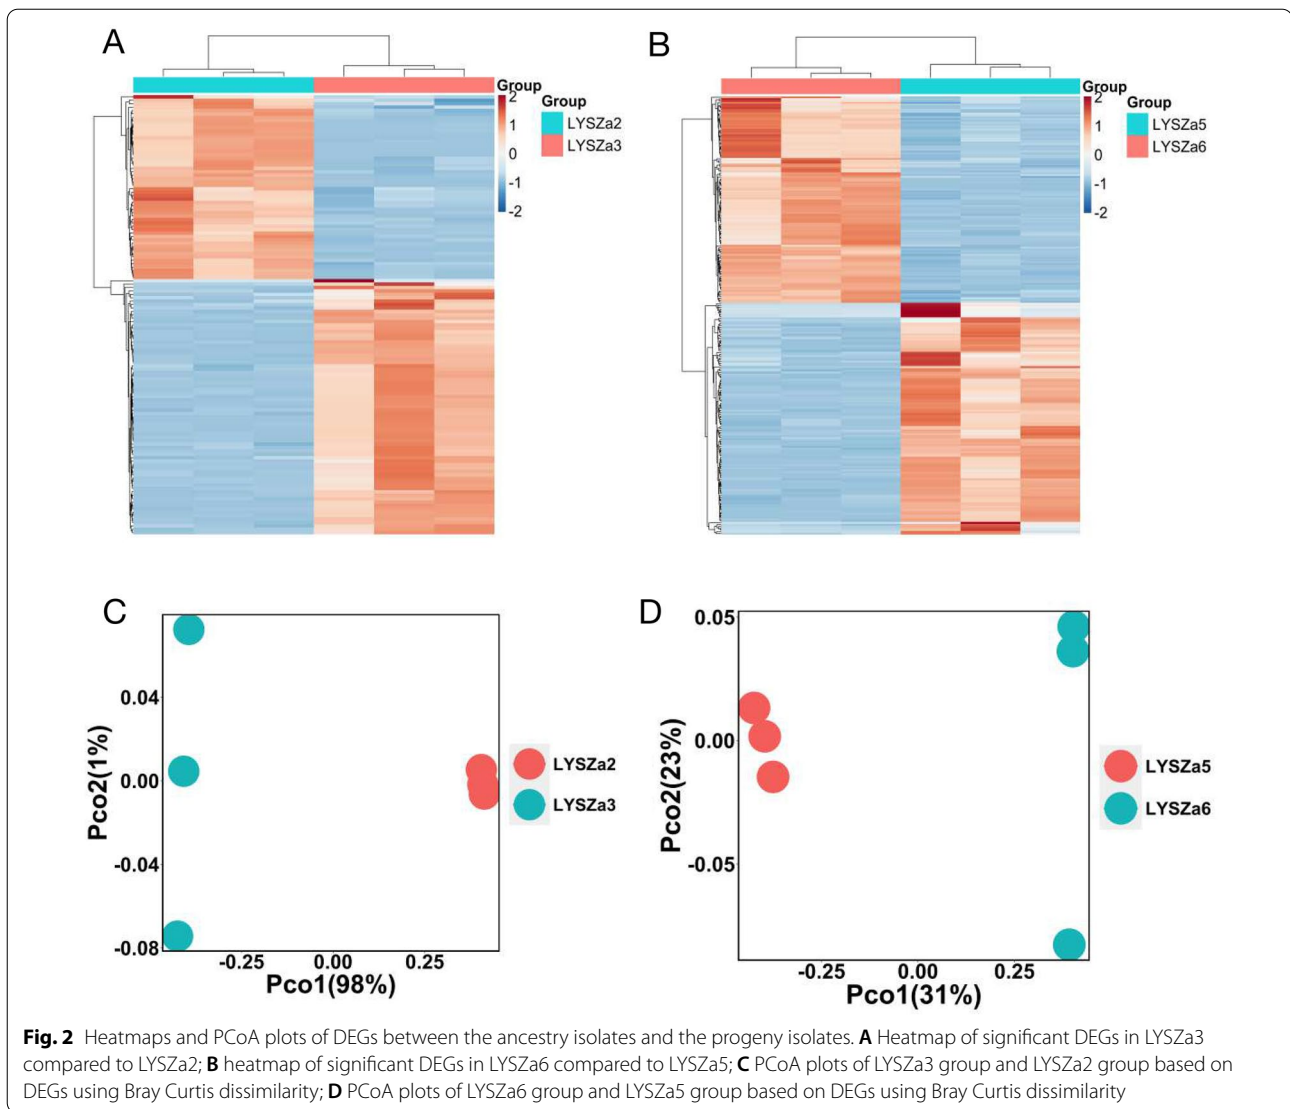 A
Group
2
1
0
-1
-2
Group
LYSZa2
LYSZa3
B
Group
2
1
0
-1
-2
Group
LYSZa5
LYSZa6
C
0.04
0.00
-0.04
-0.08
Pco2(1%)
-0.25
0.00
0.25
Pco1(98%)
LYSZa2
LYSZa3
D
0.05
0.00
-0.05
Pco2(23%)
-0.25
0.00
0.25
Pco1(31%)
LYSZa5
LYSZa6
Fig. 2 Heatmaps and PCoA plots of DEGs between the ancestry isolates and the progeny isolates. A Heatmap of significant DEGs in LYSZa3
compared to LYSZa2; B heatmap of significant DEGs in LYSZa6 compared to LYSZa5; C PCoA plots of LYSZa3 group and LYSZa2 group based on
DEGs using Bray Curtis dissimilarity; D PCoA plots of LYSZa6 group and LYSZa5 group based on DEGs using Bray Curtis dissimilarity